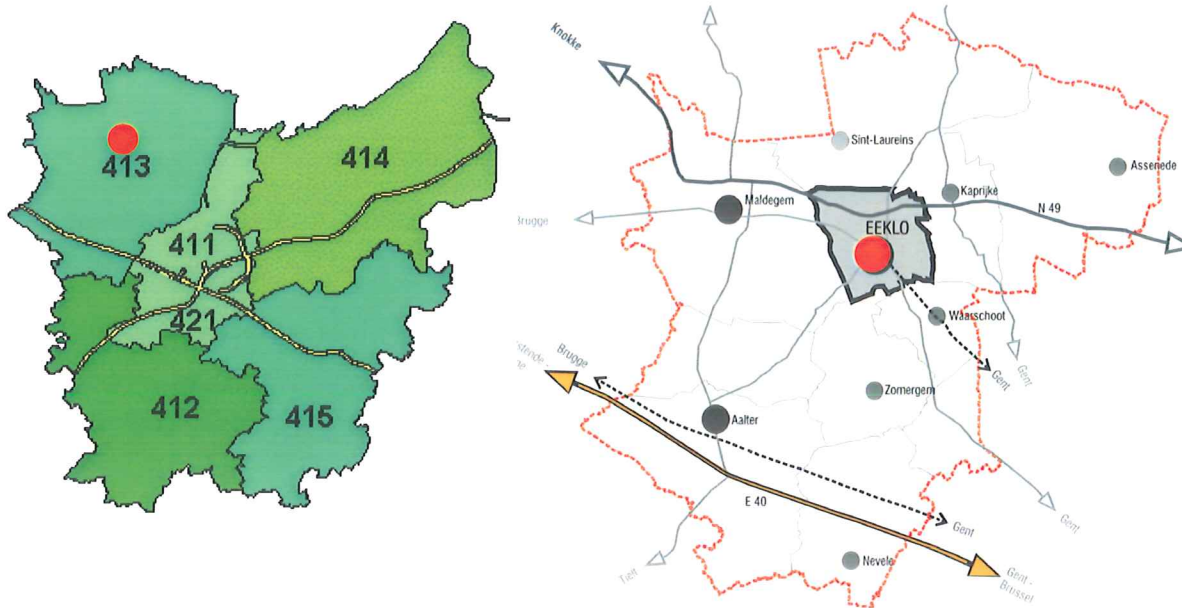 413
414
411
421
412
415
Knokke
Sint-Laureins
Assenede
Kaprijke
Maldegem
N 49
Brugge
EEKLO
Waarschoot
Brugge
Gent
Gent
Zomergem
Aalter
E 40
Gent
Gent
Tielt
Nevele
Gent -
Brussel